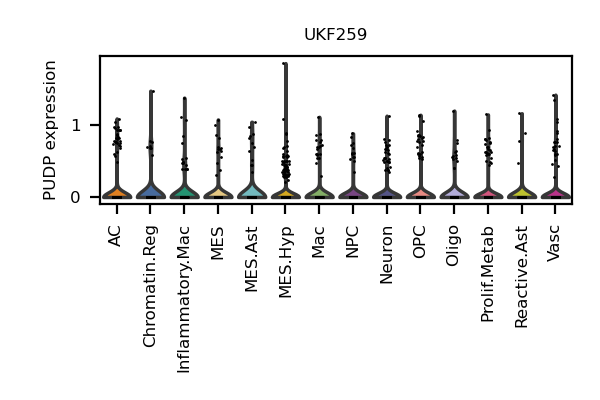 UKF259
PUDP expression
1
0
AC
Chromatin.Reg
Inflammatory.Mac
MES
MES.Ast
MES.Hyp
Mac
NPC
Neuron
OPC
Oligo
Prolif.Metab
Reactive.Ast
Vasc